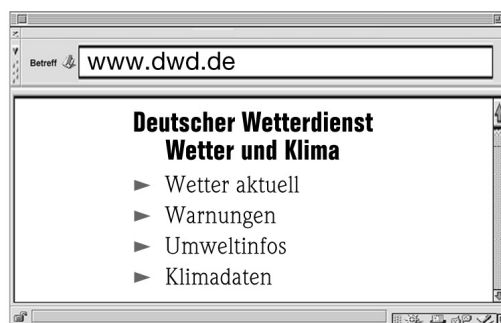 Betreff www.dwd.de
Deutscher Wetterdienst
Wetter und Klima
Wetter aktuell
Warnungen
Umweltinfos
Klimadaten